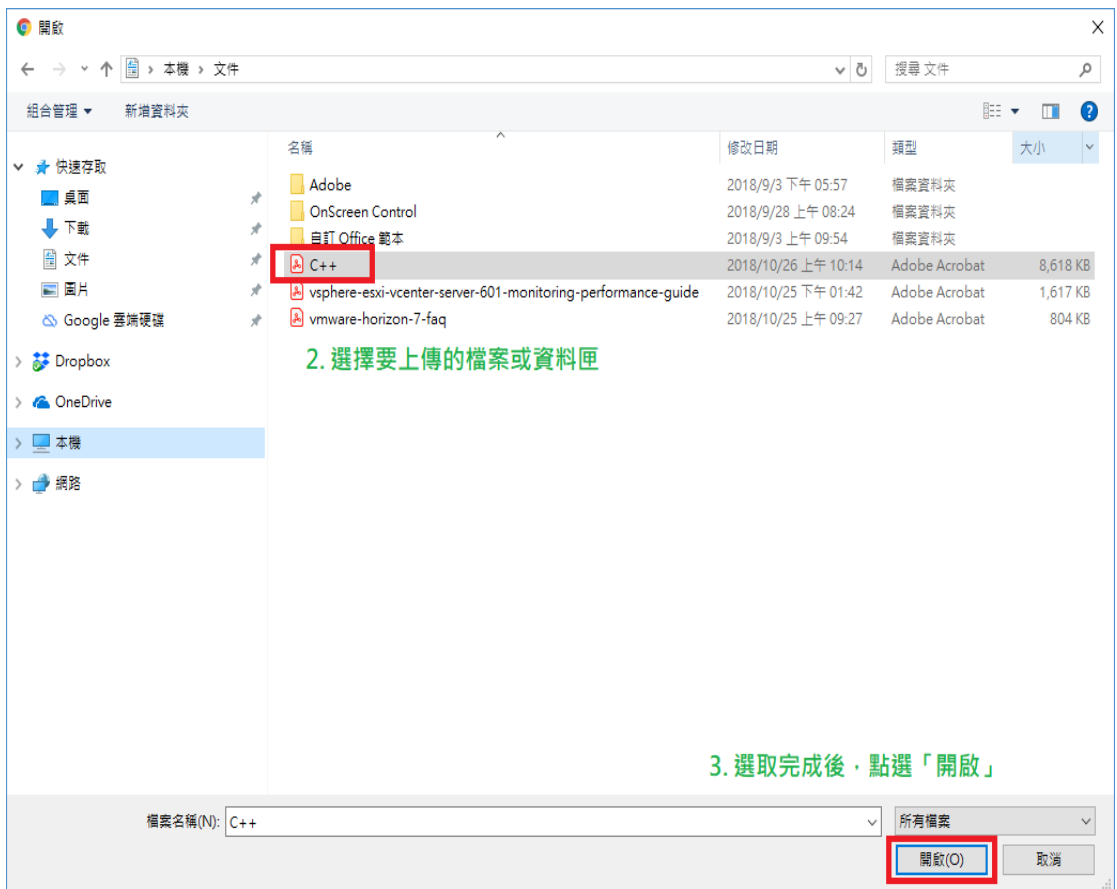 開啟
本機 › 文件
搜尋 文件
組合管理 新增資料夾
名稱 修改日期 類型 大小
快速存取
桌面
下載
文件
圖片
Google 雲端硬碟
Dropbox
OneDrive
本機
網路
Adobe 2018/9/3 下午 05:57 檔案資料夾
OnScreen Control 2018/9/28 上午 08:24 檔案資料夾
自訂 Office 範本 2018/9/3 上午 09:54 檔案資料夾
C++ 2018/10/26 上午 10:14 Adobe Acrobat 8,618 KB
vsphere-esxi-vcenter-server-601-monitoring-performance-guide 2018/10/25 下午 01:42 Adobe Acrobat 1,617 KB
vmware-horizon-7-faq 2018/10/25 上午 09:27 Adobe Acrobat 804 KB
2. 選擇要上傳的檔案或資料匣
3. 選取完成後，點選「開啟」
檔案名稱(N): C++ 所有檔案
開啟(O) 取消